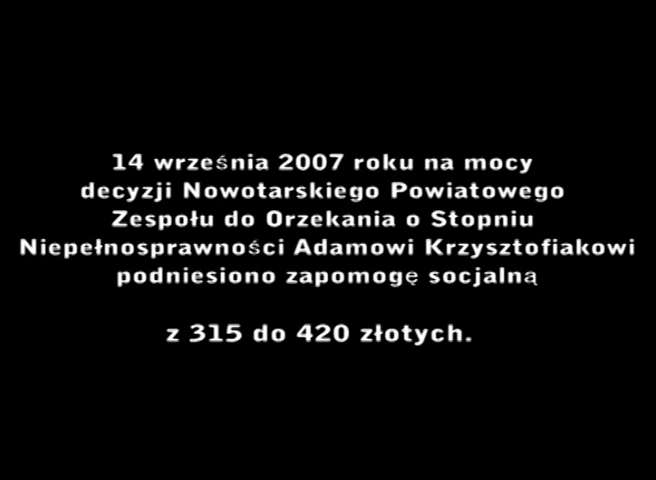 14 września 2007 roku na mocy
decyzji Nowotarskiego Powiatowego
Zespołu do Orzekania o Stopniu
Niepełnosprawności Adamowi Krzysztofiakowi
podniesiono zapomogę socjalną
z 315 do 420 złotych.